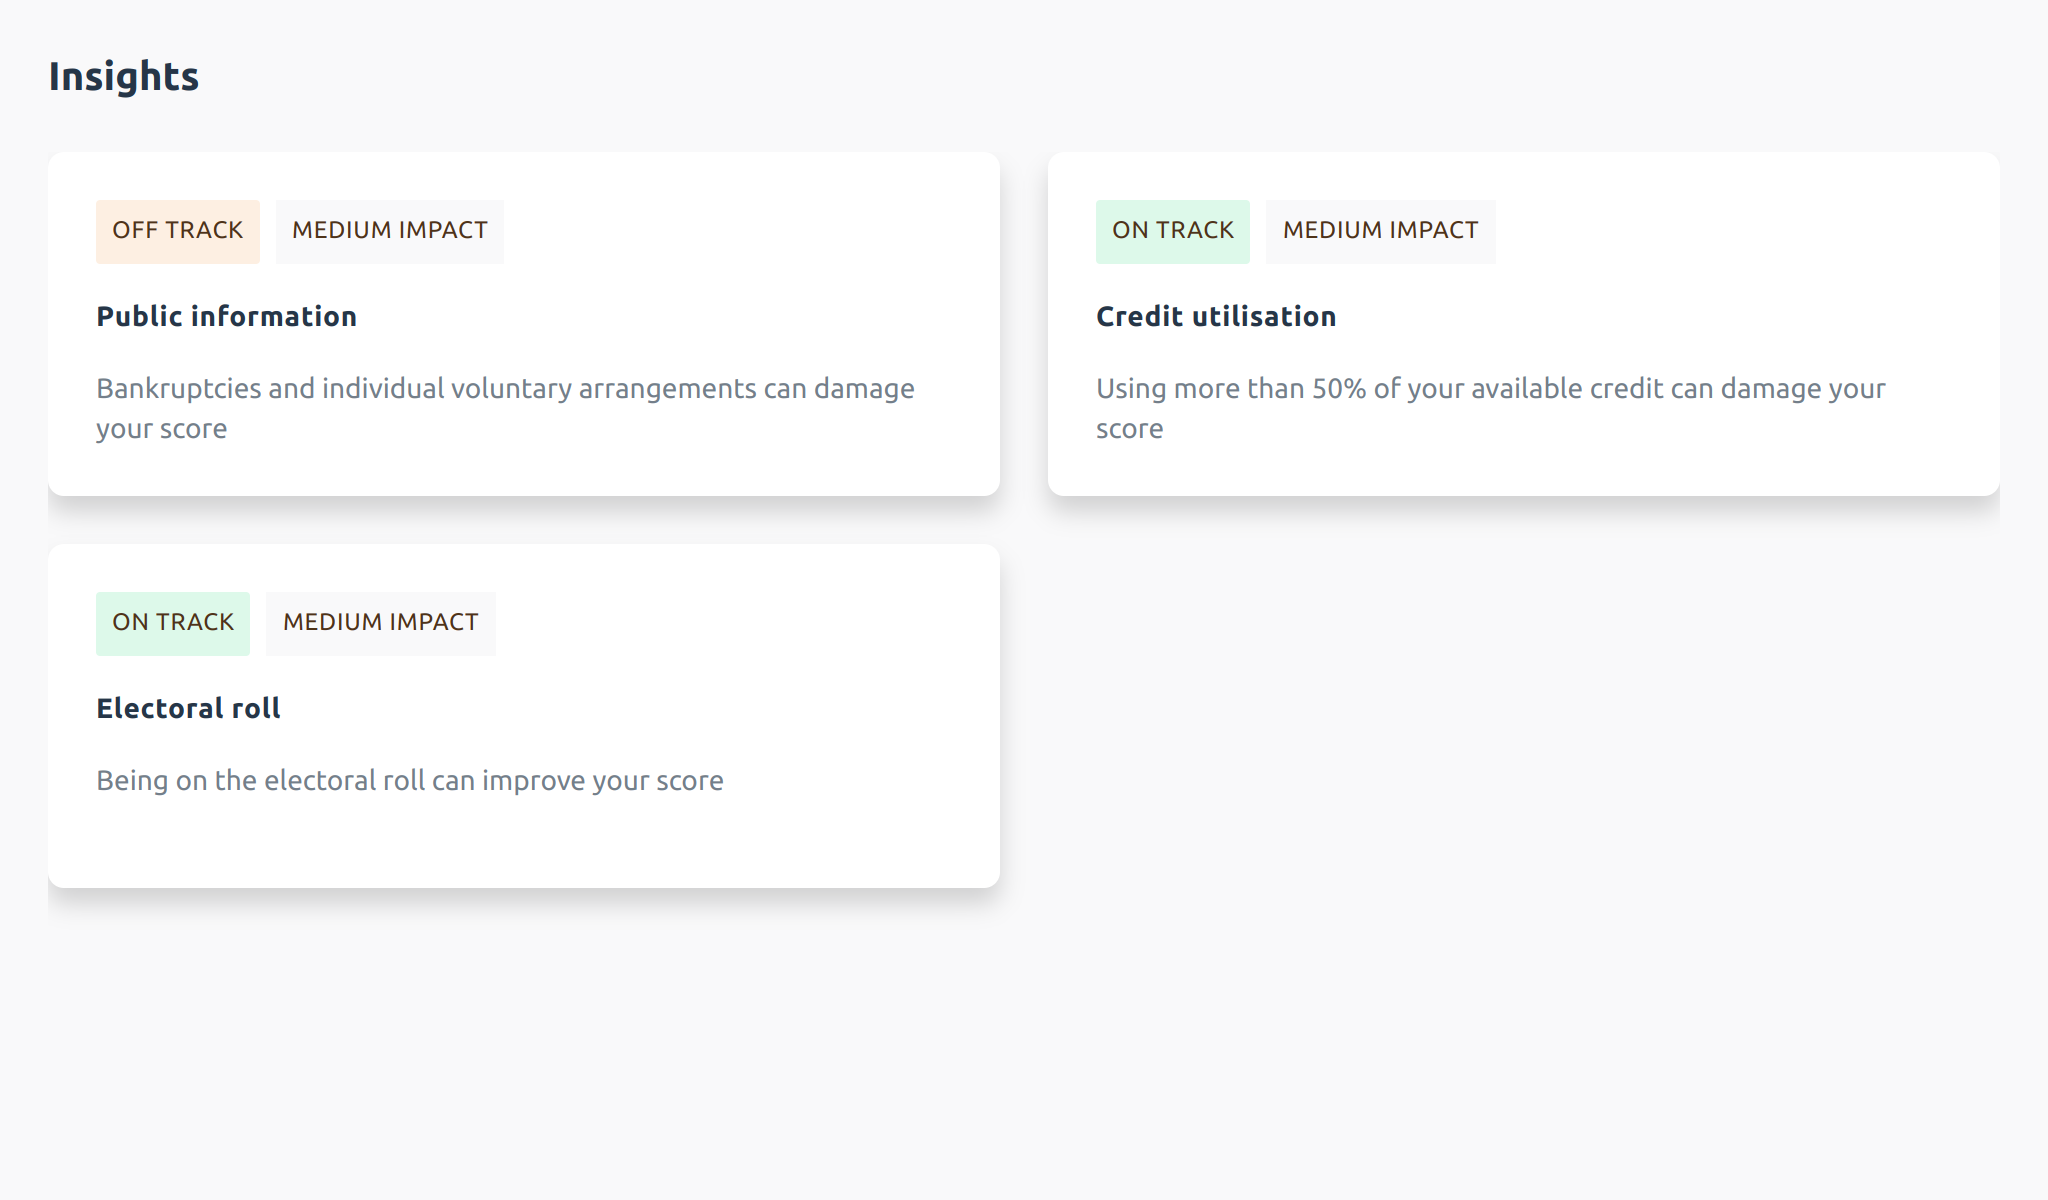 Insights
OFF TRACK
MEDIUM IMPACT
Public information
Bankruptcies and individual voluntary arrangements can damage
your score
ON TRACK
MEDIUM IMPACT
Credit utilisation
Using more than 50% of your available credit can damage your
score
ON TRACK
MEDIUM IMPACT
Electoral roll
Being on the electoral roll can improve your score